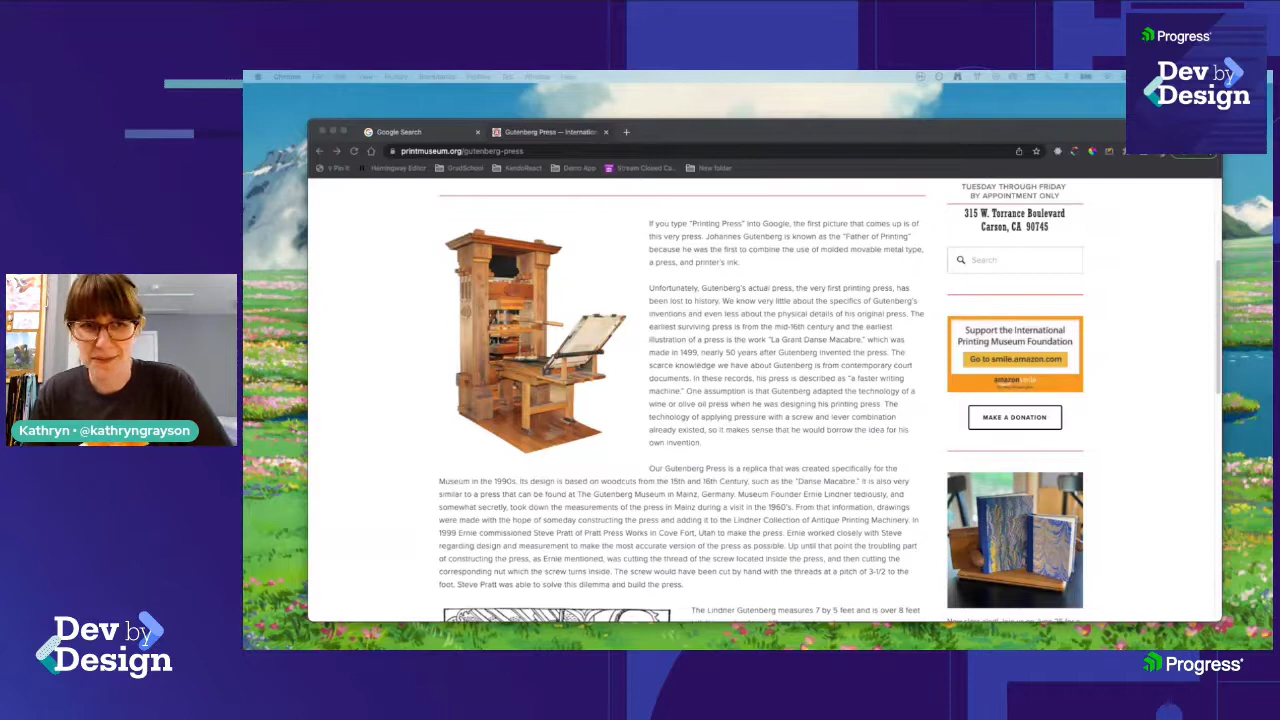 Progress
Dev by
Design
Chrome
Google Search
Gutenberg Press — Internation
printmuseum.org/gutenberg-press
Pin It
Hemingway Editor
GradSchool
KendoReact
Demo App
Stream Closed Ca...
New folder
TUESDAY THROUGH FRIDAY
BY APPOINTMENT ONLY
315 W. Torrance Boulevard
Carson, CA 90745
Search
If you type "Printing Press" into Google, the first picture that comes up is of
this very press. Johannes Gutenberg is known as the "Father of Printing"
because he was the first to combine the use of molded movable metal type,
a press, and printer's ink.
Unfortunately, Gutenberg's actual press, the very first printing press, has
been lost to history. We know very little about the specifics of Gutenberg's
inventions and even less about the physical details of his original press. The
earliest surviving press is from the mid-16th century and the earliest
illustration of a press is the work "La Grant Danse Macabre," which was
made in 1499, nearly 50 years after Gutenberg invented the press. The
scarce knowledge we have about Gutenberg is from contemporary court
documents. In these records, his press is described as "a faster writing
machine." One assumption is that Gutenberg adapted the technology of a
wine or olive oil press when he was designing his printing press. The
technology of applying pressure with a screw and lever combination
already existed, so it makes sense that he would borrow the idea for his
own invention.
Our Gutenberg Press is a replica that was created specifically for the
Museum in the 1990s. Its design is based on woodcuts from the 15th and 16th Century, such as the "Danse Macabre." It is also very
similar to a press that can be found at The Gutenberg Museum in Mainz, Germany. Museum Founder Ernie Lindner tediously, and
somewhat secretly, took down the measurements of the press in Mainz during a visit in the 1960's. From that information, drawings
were made with the hope of someday constructing the press and adding it to the Lindner Collection of Antique Printing Machinery. In
1999 Ernie commissioned Steve Pratt of Pratt Press Works in Cove Fort, Utah to make the press. Ernie worked closely with Steve
regarding design and measurement to make the most accurate version of the press as possible. Up until that point the troubling part
of constructing the press, as Ernie mentioned, was cutting the thread of the screw located inside the press, and then cutting the
corresponding nut which the screw turns inside. The screw would have been cut by hand with the threads at a pitch of 3-1/2 to the
foot. Steve Pratt was able to solve this dilemma and build the press.
The Lindner Gutenberg measures 7 by 5 feet and is over 8 feet
Support the International
Printing Museum Foundation
Go to smile.amazon.com
amazonsmile
MAKE A DONATION
Kathryn • @kathryngrayson
Dev by
Design
Progress